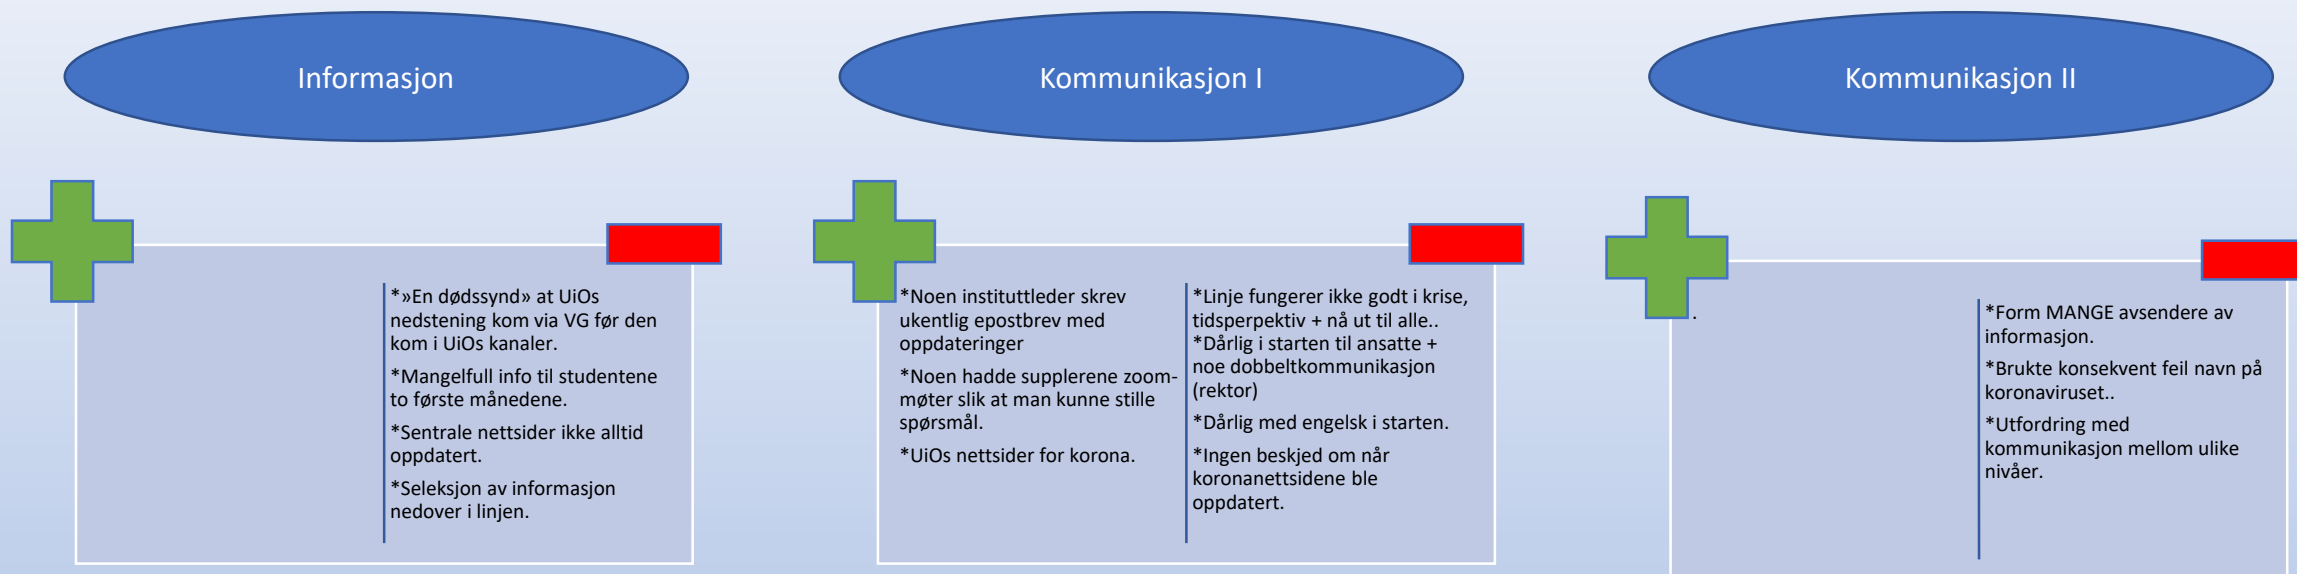 Informasjon
*»En dødssynd» at UiOs
nedstening kom via VG før den
kom i UiOs kanaler.
*Mangelfull info til studentene
to første månedene.
*Sentrale nettsider ikke alltid
oppdatert.
*Seleksjon av informasjon
nedover i linjen.
Kommunikasjon I
*Noen instituttleder skrev
ukentlig epostbrev med
oppdateringer
*Noen hadde supplerene zoom-
møter slik at man kunne stille
spørsmål.
*UiOs nettsider for korona.
*Linje fungerer ikke godt i krise,
tidsperspektiv + nå ut til alle..
*Dårlig i starten til ansatte +
noe dobbeltkommunikasjon
(rektor)
*Dårlig med engelsk i starten.
*Ingen beskjed om når
koronanettsidene ble
oppdatert.
Kommunikasjon II
.
*Form MANGE avsendere av
informasjon.
*Brukte konsekvent feil navn på
koronaviruset..
*Utfordring med
kommunikasjon mellom ulike
nivåer.